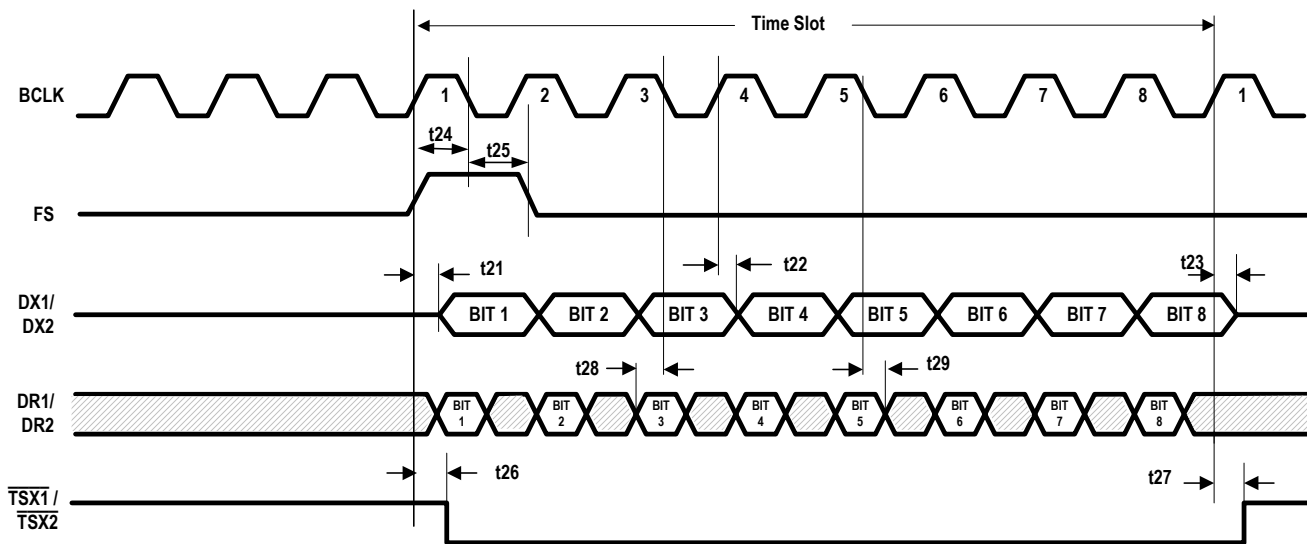 Time Slot
BCLK
1 2 3 4 5 6 7 8 1
t24
t25
FS
t21
t22
t23
DX1/
DX2
BIT 1 BIT 2 BIT 3 BIT 4 BIT 5 BIT 6 BIT 7 BIT 8
t28
t29
DR1/
DR2
BIT BIT BIT BIT BIT BIT BIT BIT
1 2 3 4 5 6 7 8
t26
t27
TSX1 /
TSX2